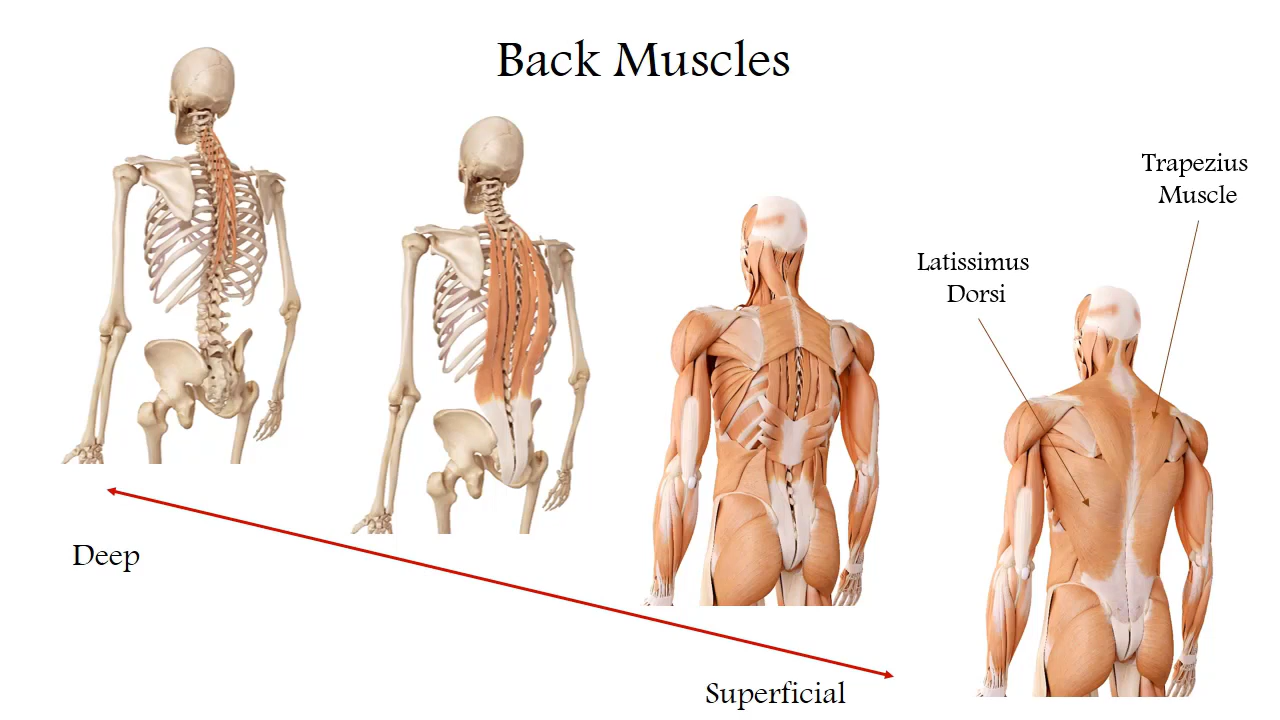 Back Muscles
Trapezius
Muscle
Latissimus
Dorsi
Deep
Superficial